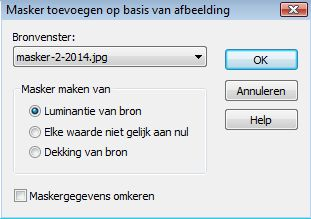 Masker toevoegen op basis van afbeelding
Bronvenster:
masker-2-2014.jpg
OK
Masker maken van
Annuleren
Luminantie van bron
Help
Elke waarde niet gelijk aan nul
Dekking van bron
Maskergegevens omkeren